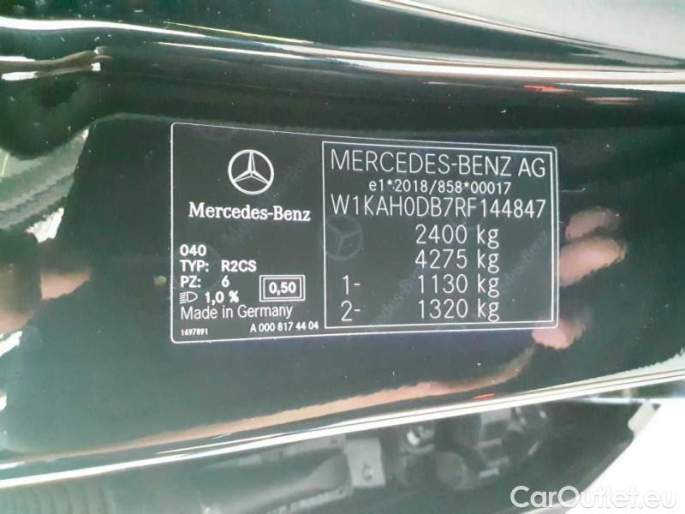 Mercedes-Benz
040
TYP: R2CS
PZ: 6
1,0 %
0,50
Made in Germany
1697891
A 000 817 44 04
MERCEDES-BENZ AG
e1*2018/858*00017
W1KAH0DB7RF144847
2400 kg
4275 kg
1- 1130 kg
2- 1320 kg
CarOutlet.eu